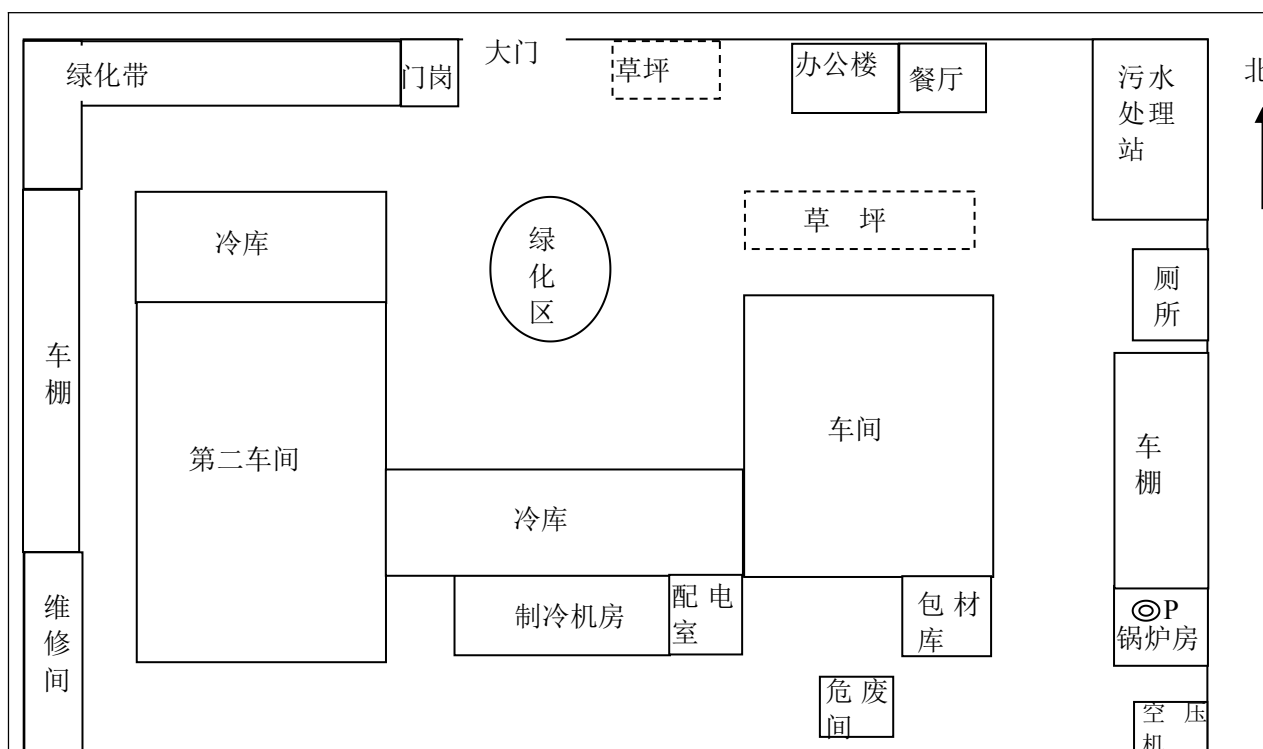 大门
绿化带
门岗
草坪
办公楼
餐厅
污水
处理
站
北
冷库
绿
化
区
草 坪
厕
所
车
棚
第二车间
车间
车
棚
冷库
维
修
间
制冷机房
配 电
室
包 材
库
◎P
锅炉房
危 废
间
空 压
机